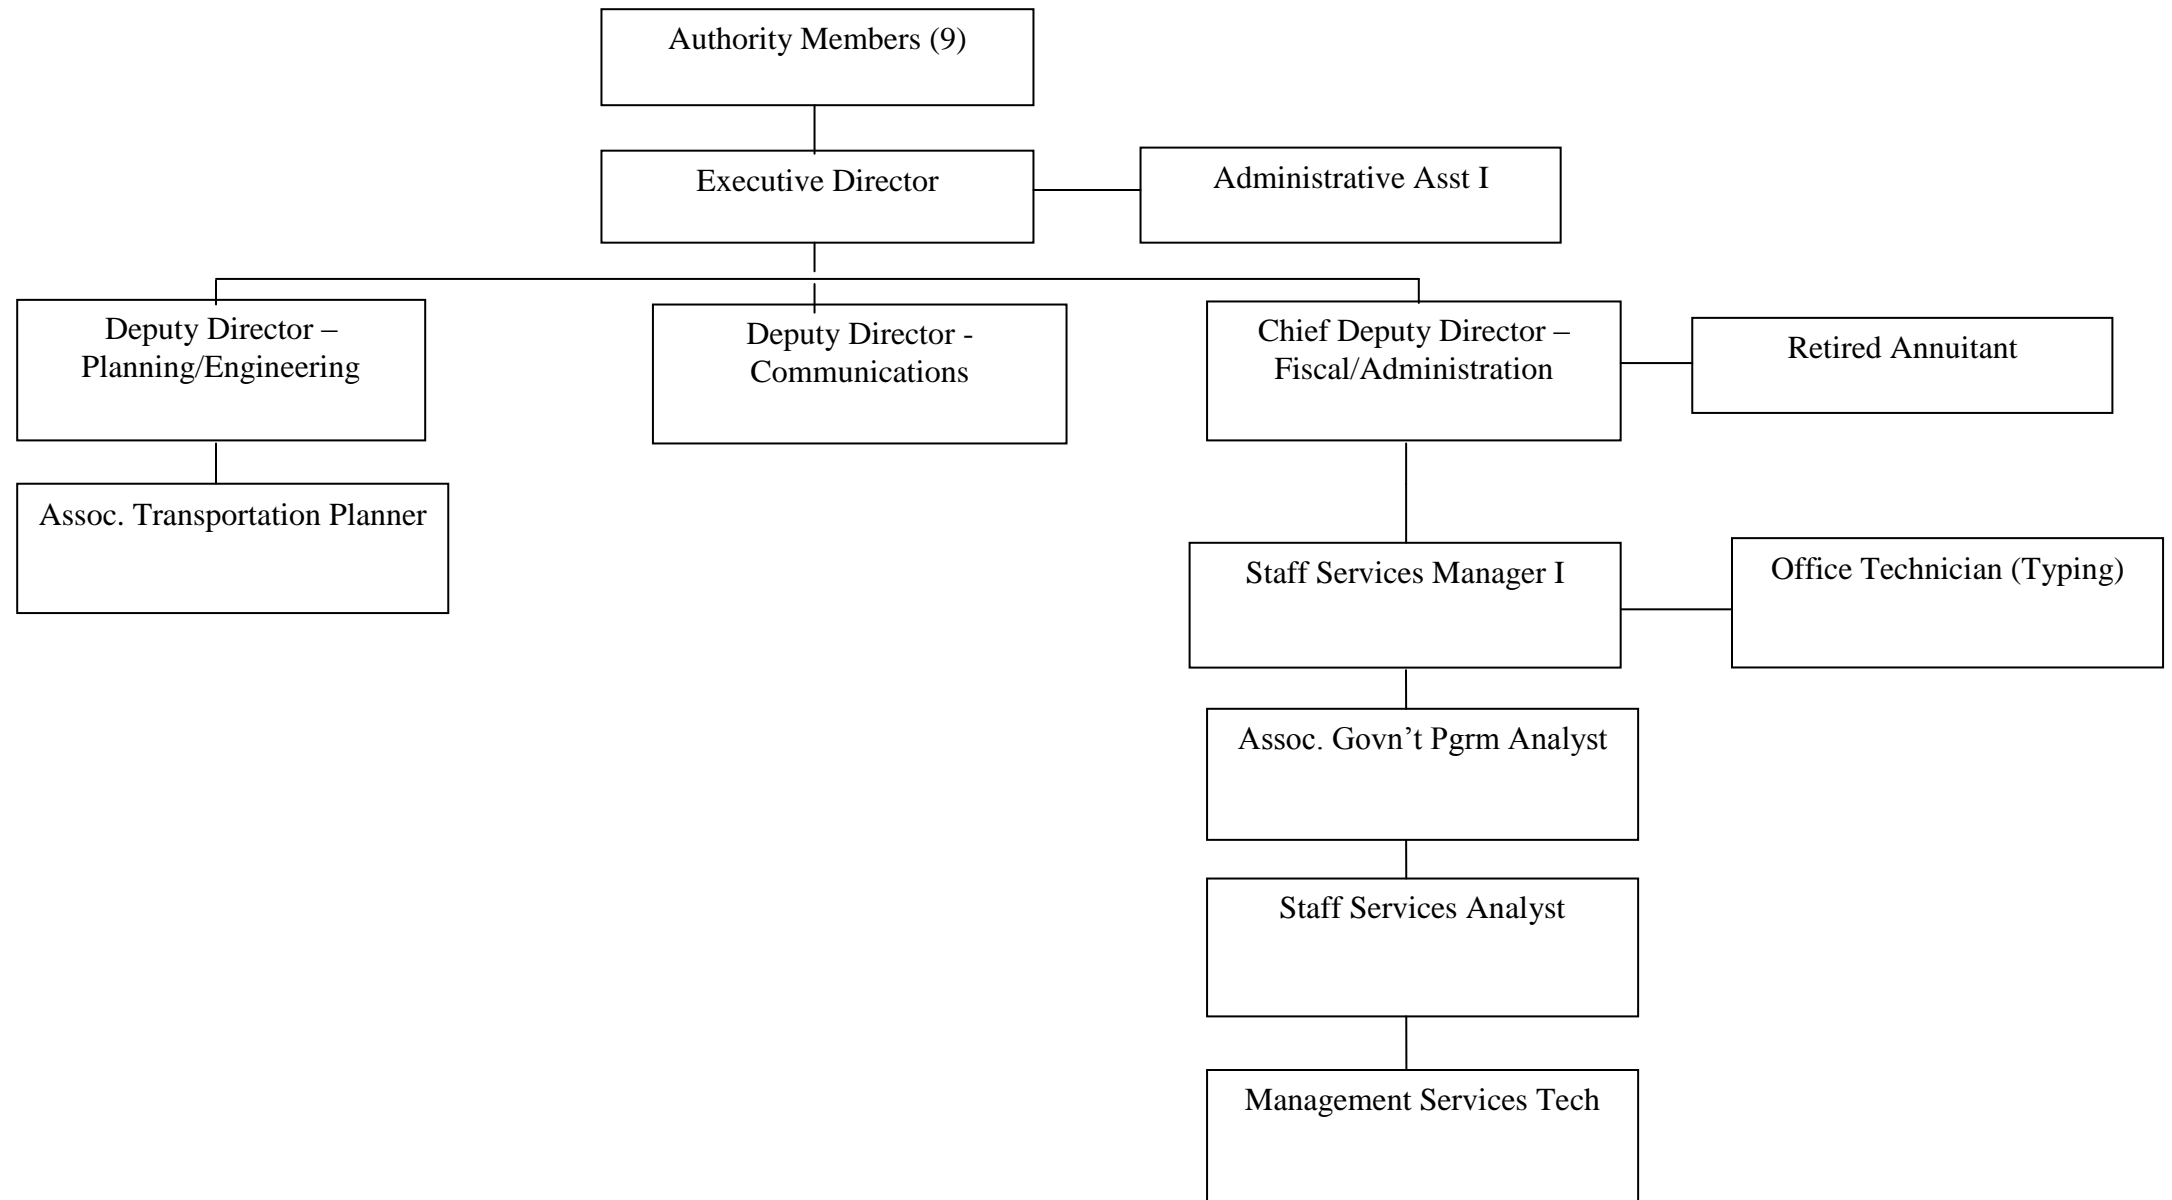 Authority Members (9)
Executive Director
Administrative Asst I
Deputy Director –
Planning/Engineering
Deputy Director -
Communications
Chief Deputy Director –
Fiscal/Administration
Retired Annuitant
Assoc. Transportation Planner
Staff Services Manager I
Office Technician (Typing)
Assoc. Govn’t Pgrm Analyst
Staff Services Analyst
Management Services Tech